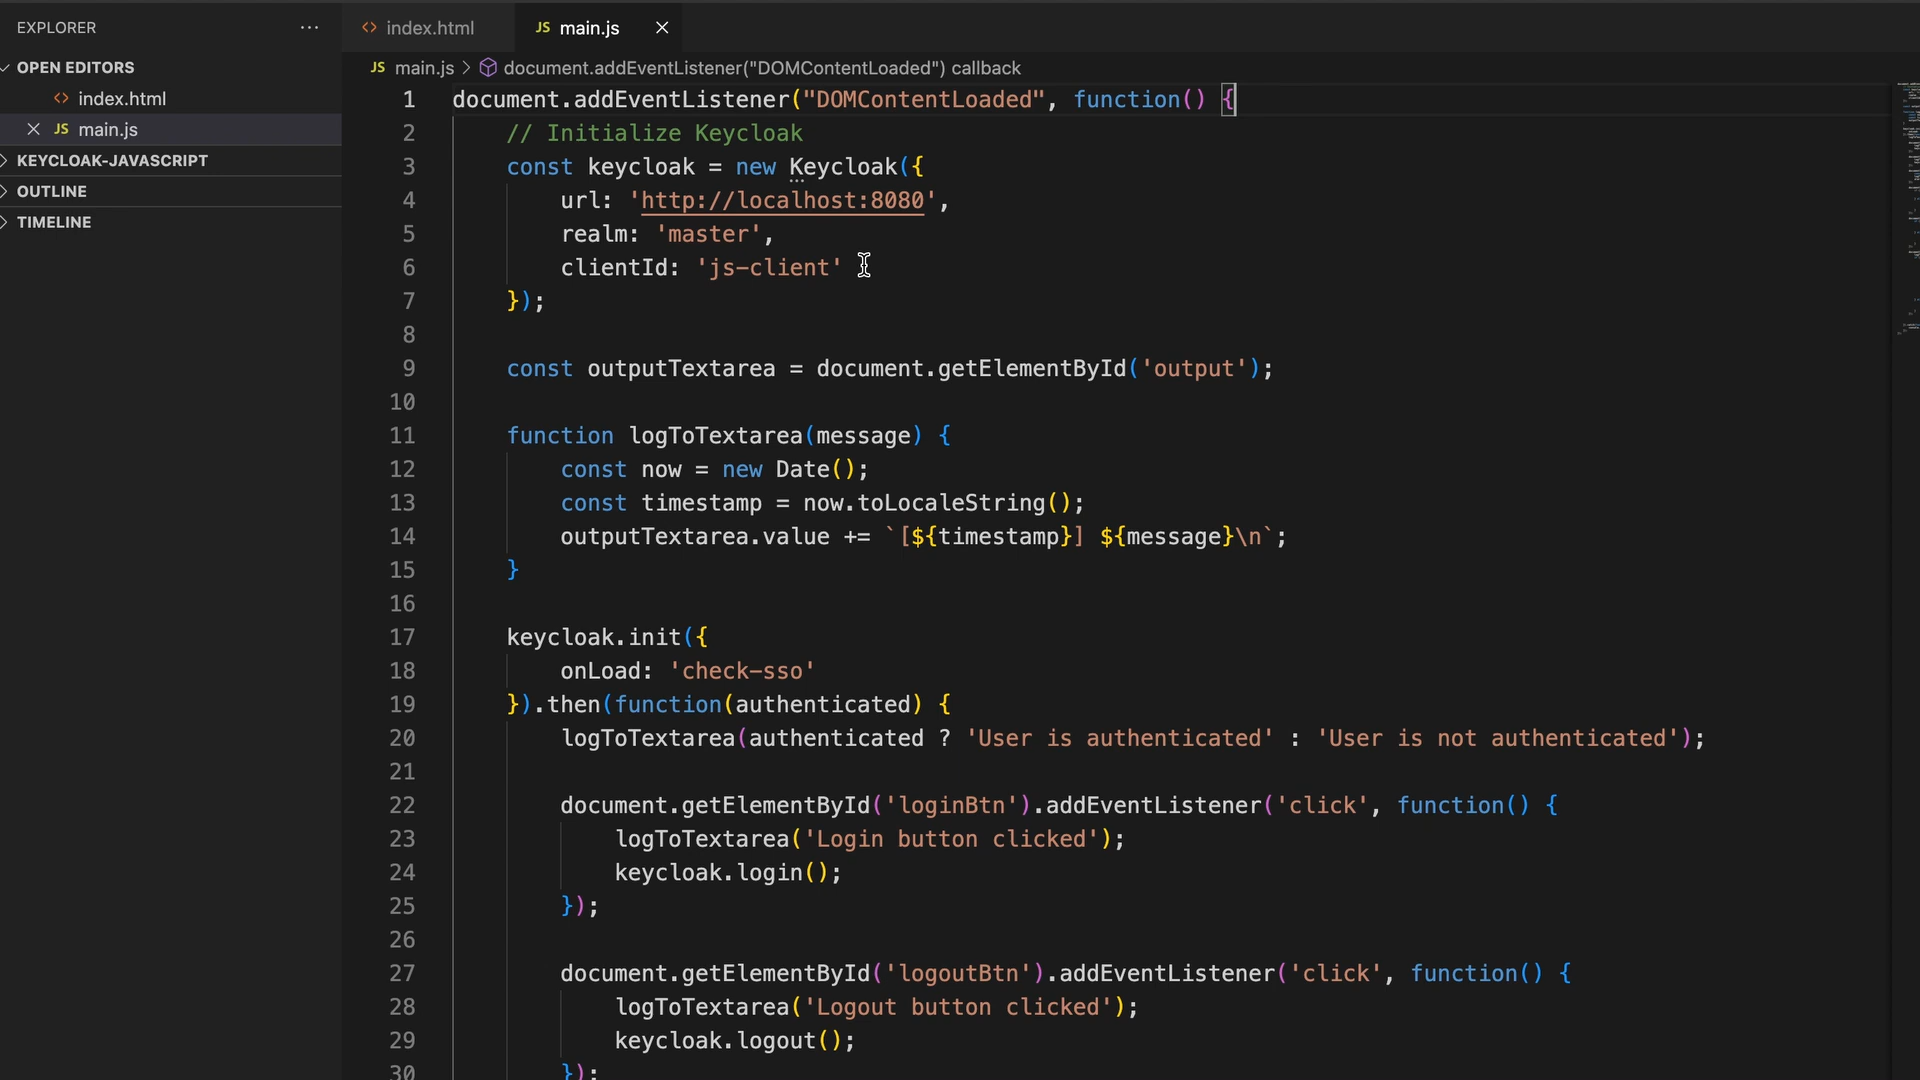 EXPLORER
OPEN EDITORS
index.html
JS main.js
KEYCLOAK-JAVASCRIPT
OUTLINE
TIMELINE
index.html
JS main.js
JS main.js > document.addEventListener("DOMContentLoaded") callback
1 document.addEventListener("DOMContentLoaded", function() {
2 // Initialize Keycloak
3 const keycloak = new Keycloak({
4 url: 'http://localhost:8080',
5 realm: 'master',
6 clientId: 'js-client'
7 });
8
9 const outputTextarea = document.getElementById('output');
10
11 function logToTextarea(message) {
12 const now = new Date();
13 const timestamp = now.toLocaleString();
14 outputTextarea.value += `[${timestamp}] ${message}\n`;
15 }
16
17 keycloak.init({
18 onLoad: 'check-sso'
19 }).then(function(authenticated) {
20 logToTextarea(authenticated ? 'User is authenticated' : 'User is not authenticated');
21
22 document.getElementById('loginBtn').addEventListener('click', function() {
23 logToTextarea('Login button clicked');
24 keycloak.login();
25 });
26
27 document.getElementById('logoutBtn').addEventListener('click', function() {
28 logToTextarea('Logout button clicked');
29 keycloak.logout();
30 });